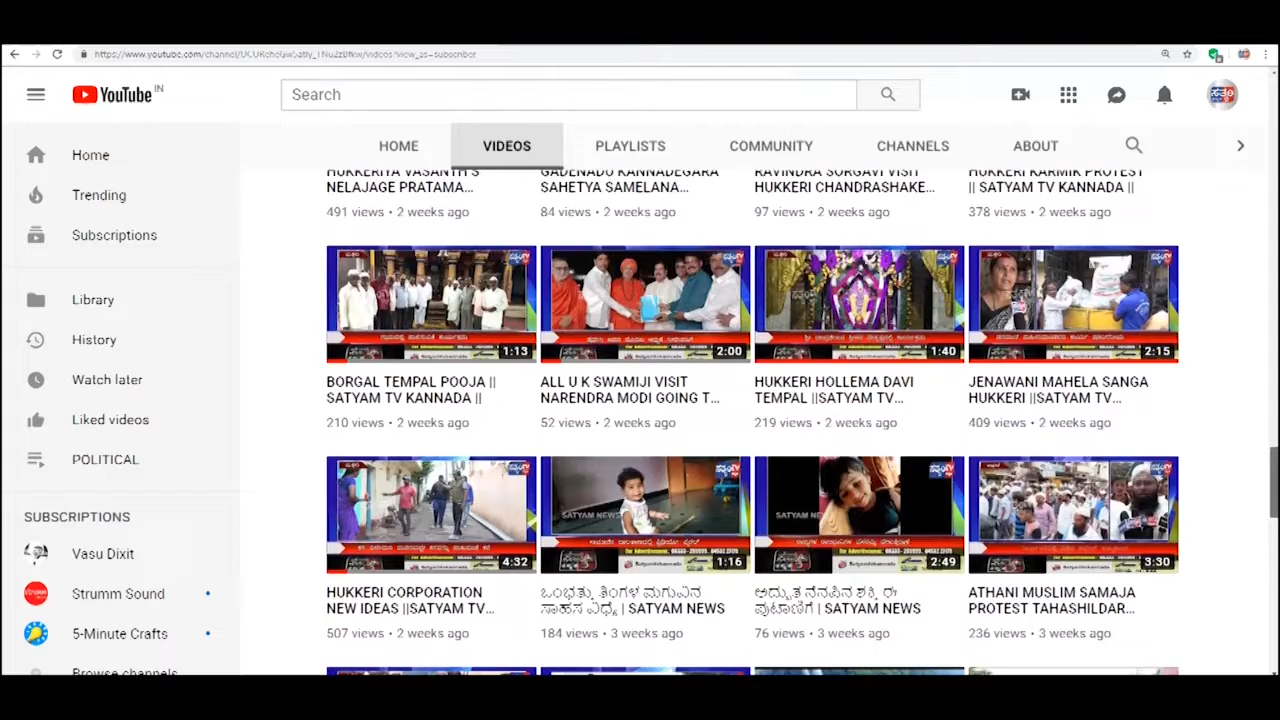 YouTube IN
Search
HOME
VIDEOS
PLAYLISTS
COMMUNITY
CHANNELS
ABOUT
Home
Trending
Subscriptions
Library
History
Watch later
Liked videos
POLITICAL
SUBSCRIPTIONS
Vasu Dixit
Strumm Sound
5-Minute Crafts
Browse channels
HUKKERIYA VASANTH S
NELAJAGE PRATAMA...
491 views • 2 weeks ago
GADENADU KANNADEGARA
SAHETYA SAMELANA...
84 views • 2 weeks ago
RAVINDRA SORGAVI VISIT
HUKKERI CHANDRASHAKE...
97 views • 2 weeks ago
HUKKERI KARMIK PROTEST
|| SATYAM TV KANNADA ||
378 views • 2 weeks ago
1:13
BORGAL TEMPAL POOJA ||
SATYAM TV KANNADA ||
210 views • 2 weeks ago
2:00
ALL U K SWAMIJI VISIT
NARENDRA MODI GOING T...
52 views • 2 weeks ago
1:40
HUKKERI HOLLEMA DAVI
TEMPAL ||SATYAM TV...
219 views • 2 weeks ago
2:15
JENAWANI MAHELA SANGA
HUKKERI ||SATYAM TV...
409 views • 2 weeks ago
4:32
HUKKERI CORPORATION
NEW IDEAS ||SATYAM TV...
507 views • 2 weeks ago
SATYAM NEWS
1:16
ಒಂಭತ್ತು ತಿಂಗಳ ಮಗುವಿನ
ಸಾಹಸ ವಿಧ್ಯೆ | SATYAM NEWS
184 views • 3 weeks ago
SATYAM NEW
2:49
ಅದ್ಭುತ ನೆನಪಿನ ಶಕ್ತಿ ಈ
ಪುಟಾಣಿಗೆ | SATYAM NEWS
76 views • 3 weeks ago
3:30
ATHANI MUSLIM SAMAJA
PROTEST TAHASHILDAR...
236 views • 3 weeks ago